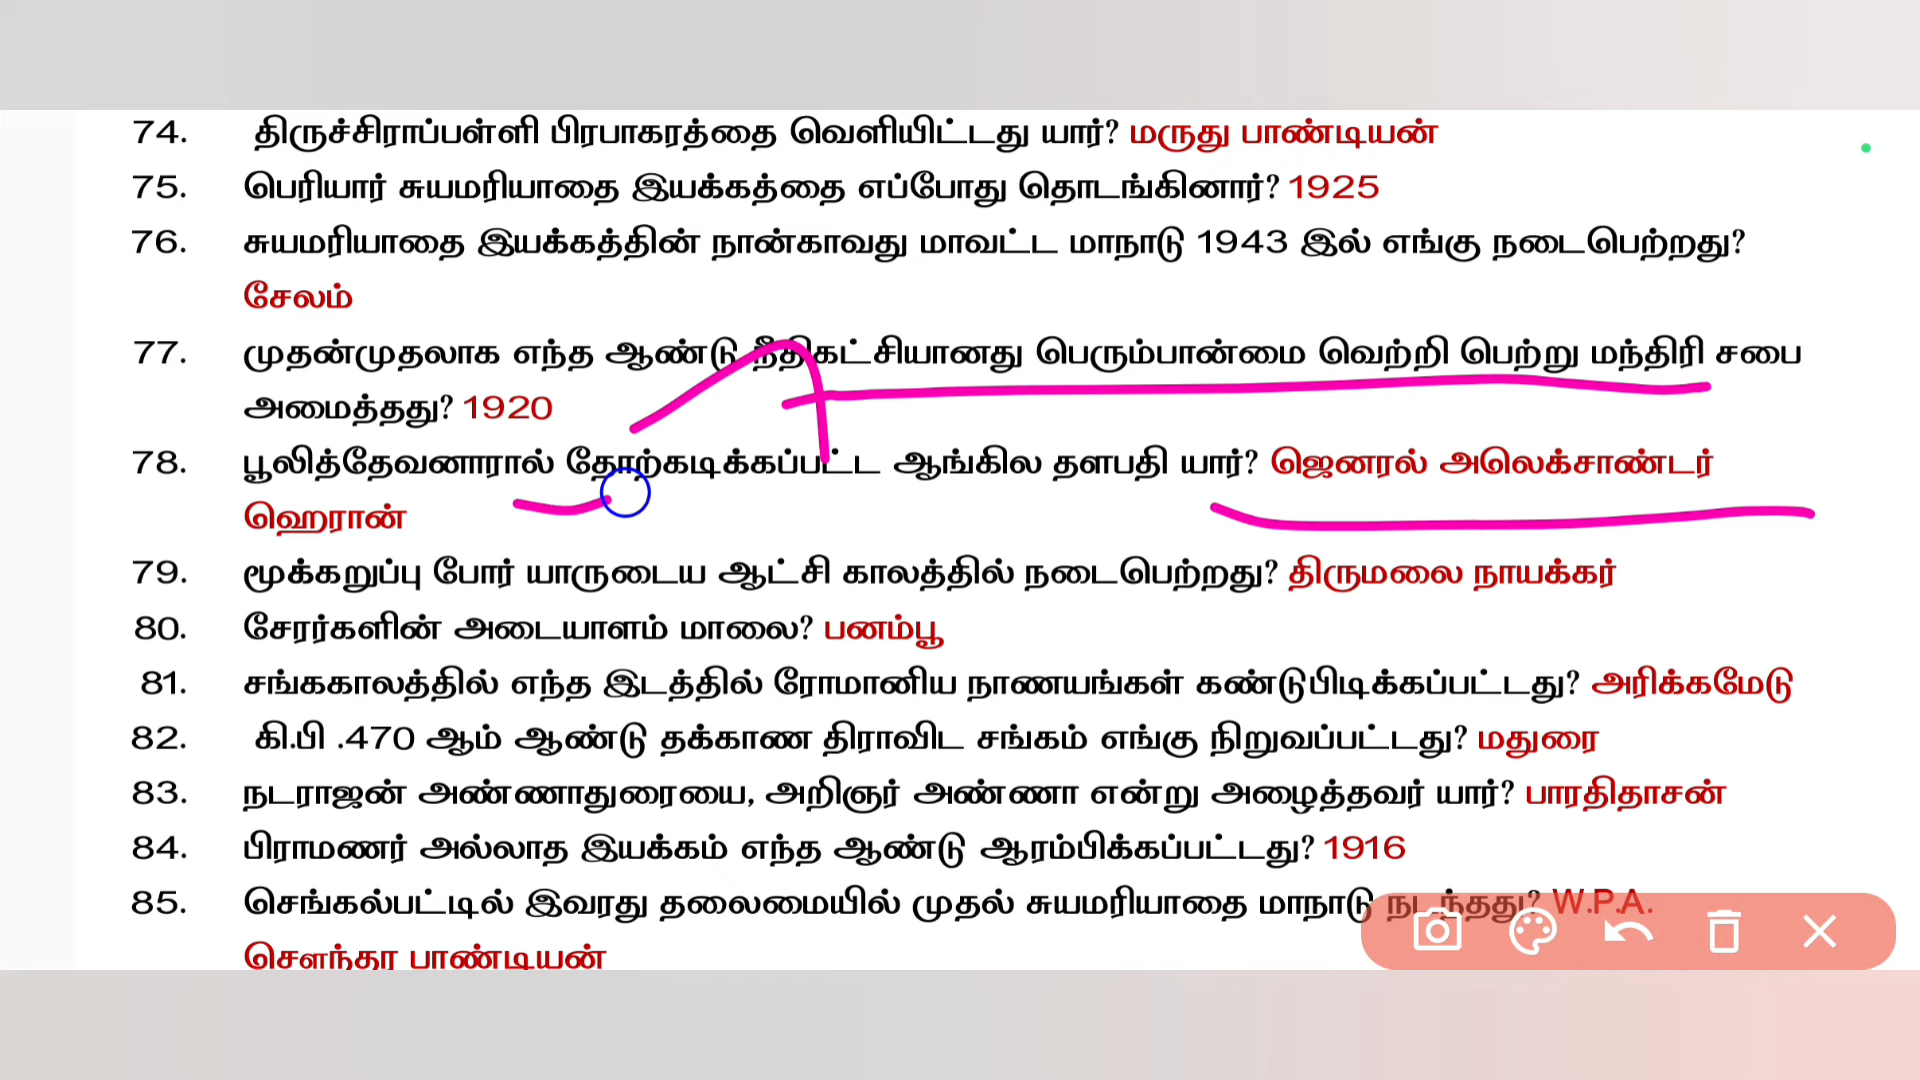 74. திருச்சிராப்பள்ளி பிரபாகரத்தை வெளியிட்டது யார்? மருது பாண்டியன்
75. பெரியார் சுயமரியாதை இயக்கத்தை எப்போது தொடங்கினார்? 1925
76. சுயமரியாதை இயக்கத்தின் நான்காவது மாவட்ட மாநாடு 1943 இல் எங்கு நடைபெற்றது?
சேலம்
77. முதன்முதலாக எந்த ஆண்டு நீதிகட்சியானது பெரும்பான்மை வெற்றி பெற்று மந்திரி சபை
அமைத்தது? 1920
78. பூலித்தேவனாரால் தோற்கடிக்கப்பட்ட ஆங்கில தளபதி யார்? ஜெனரல் அலெக்சாண்டர்
ஹெரான்
79. மூக்கறுப்பு போர் யாருடைய ஆட்சி காலத்தில் நடைபெற்றது? திருமலை நாயக்கர்
80. சேரர்களின் அடையாளம் மாலை? பனம்பூ
81. சங்ககாலத்தில் எந்த இடத்தில் ரோமானிய நாணயங்கள் கண்டுபிடிக்கப்பட்டது? அரிக்கமேடு
82. கி.பி .470 ஆம் ஆண்டு தக்காண திராவிட சங்கம் எங்கு நிறுவப்பட்டது? மதுரை
83. நடராஜன் அண்ணாதுரையை, அறிஞர் அண்ணா என்று அழைத்தவர் யார்? பாரதிதாசன்
84. பிராமணர் அல்லாத இயக்கம் எந்த ஆண்டு ஆரம்பிக்கப்பட்டது? 1916
85. செங்கல்பட்டில் இவரது தலைமையில் முதல் சுயமரியாதை மாநாடு நடந்தது? W.P.A.
சௌந்தர பாண்டியன்